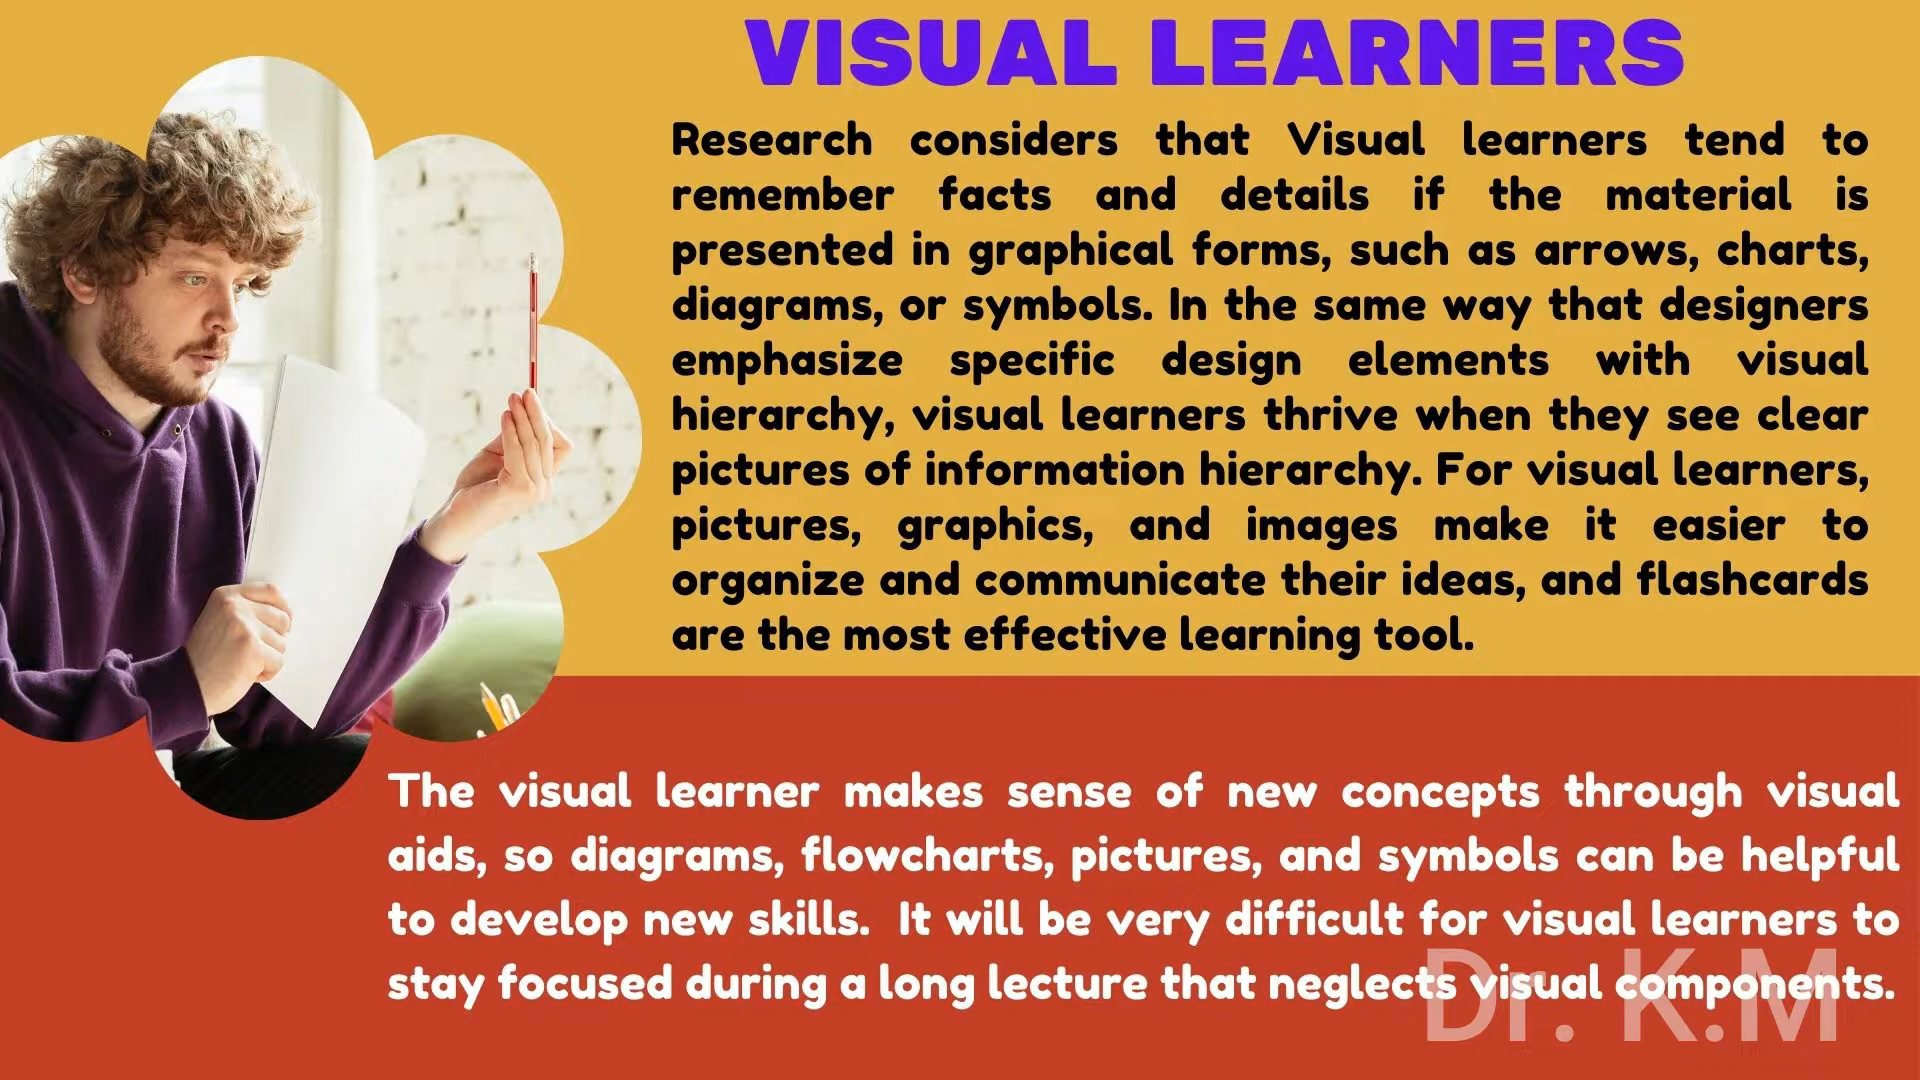 VISUAL LEARNERS
Research considers that Visual learners tend to
remember facts and details if the material is
presented in graphical forms, such as arrows, charts,
diagrams, or symbols. In the same way that designers
emphasize specific design elements with visual
hierarchy, visual learners thrive when they see clear
pictures of information hierarchy. For visual learners,
pictures, graphics, and images make it easier to
organize and communicate their ideas, and flashcards
are the most effective learning tool.
The visual learner makes sense of new concepts through visual
aids, so diagrams, flowcharts, pictures, and symbols can be helpful
to develop new skills.  It will be very difficult for visual learners to
stay focused during a long lecture that neglects visual components.
Dr. K.M